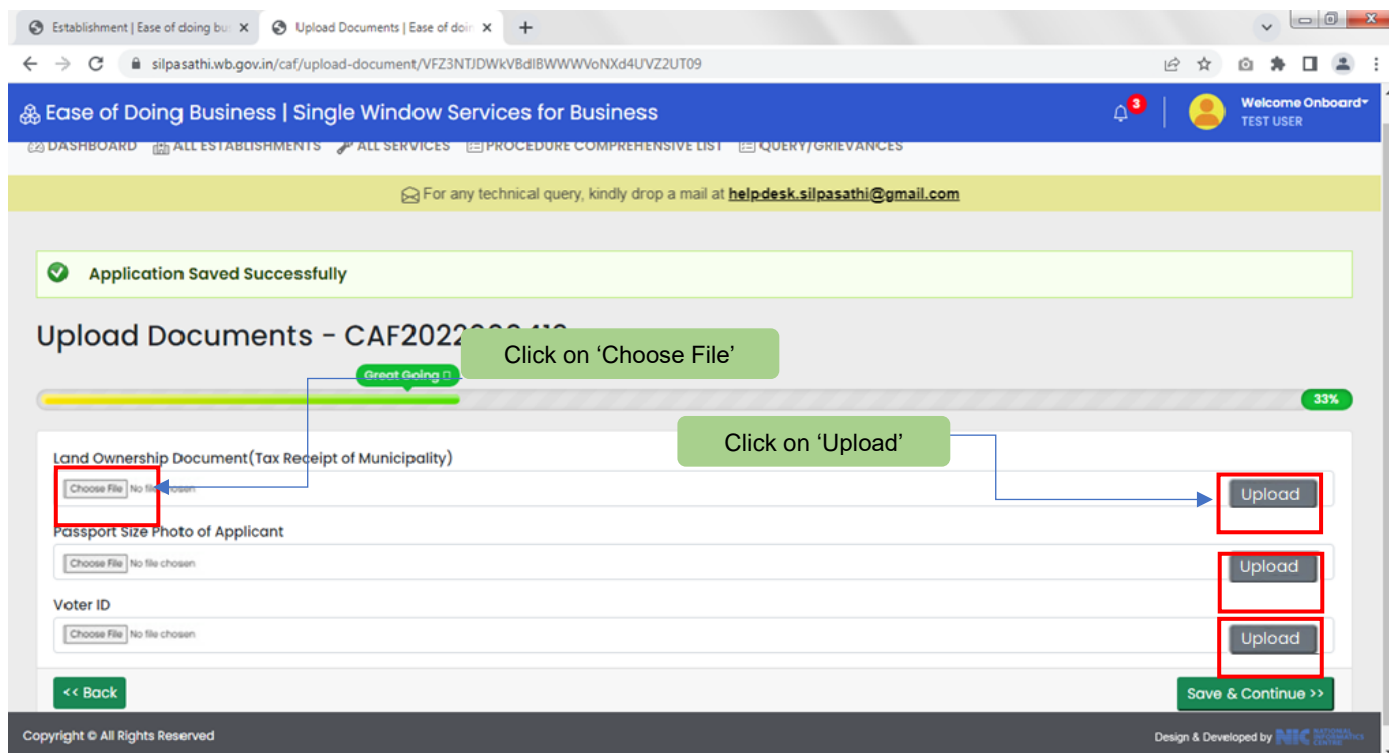 Establishment | Ease of doing bu
Upload Documents | Ease of doin
silpasathi.wb.gov.in/caf/upload-document/
Ease of Doing Business | Single Window Services for Business
3
Welcome Onboard
TEST USER
DASHBOARD ALL ESTABLISHMENTS ALL SERVICES PROCEDURE COMPREHENSIVE LIST QUERY/GRIEVANCES
For any technical query, kindly drop a mail at helpdesk.silpasathi@gmail.com
Application Saved Successfully
Upload Documents - CAF2022
Click on ‘Choose File’
Great Going
33%
Click on ‘Upload’
Land Ownership Document(Tax Receipt of Municipality)
Choose File No file chosen
Upload
Passport Size Photo of Applicant
Choose File No file chosen
Upload
Voter ID
Choose File No file chosen
Upload
<< Back
Save & Continue >>
Copyright © All Rights Reserved
Design & Developed by NIC NATIONAL INFORMATICS CENTRE